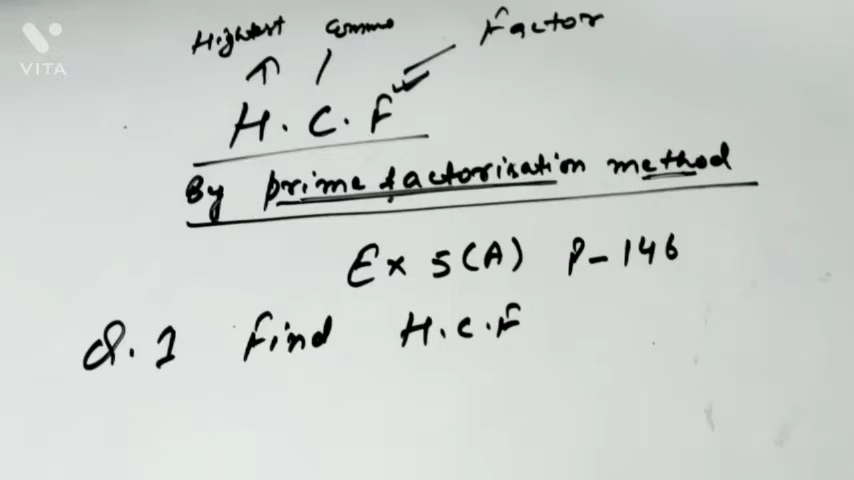 Highest Common Factor
VITA
H.C.F
By prime factorisation method
Ex 5(A) P-146
Q.1 Find H.C.F